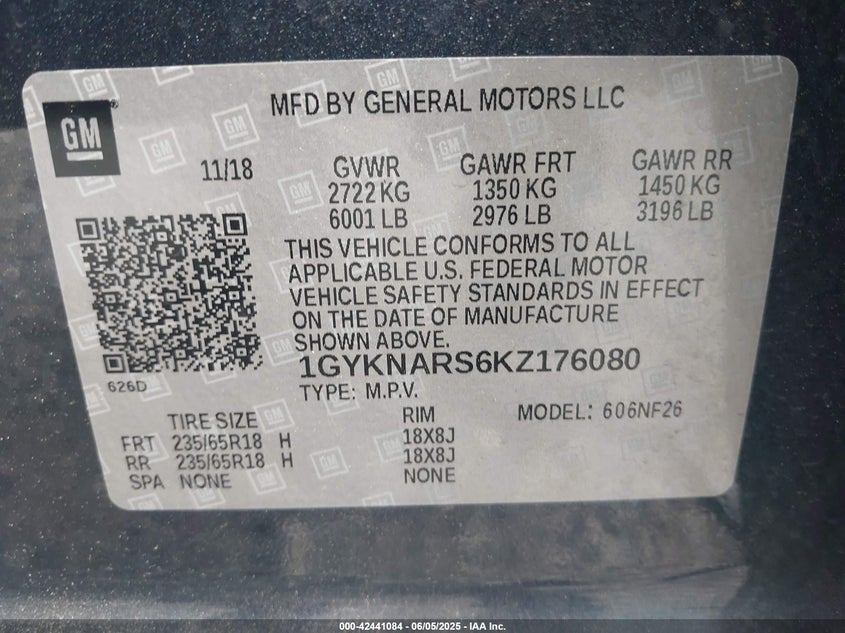 MFD BY GENERAL MOTORS LLC
GM
11/18 GVWR GAWR FRT GAWR RR
2722 KG 1350 KG 1450 KG
6001 LB 2976 LB 3196 LB
THIS VEHICLE CONFORMS TO ALL
APPLICABLE U.S. FEDERAL MOTOR
VEHICLE SAFETY STANDARDS IN EFFECT
ON THE DATE OF MANUFACTURE
SHOWN ABOVE.
1GYKNARS6KZ176080
626D
TYPE: M.P.V.
TIRE SIZE RIM MODEL: 606NF26
FRT 235/65R18 H 18X8J
RR 235/65R18 H 18X8J
SPA NONE NONE
000-42441084 - 06/05/2025 - IAA Inc.